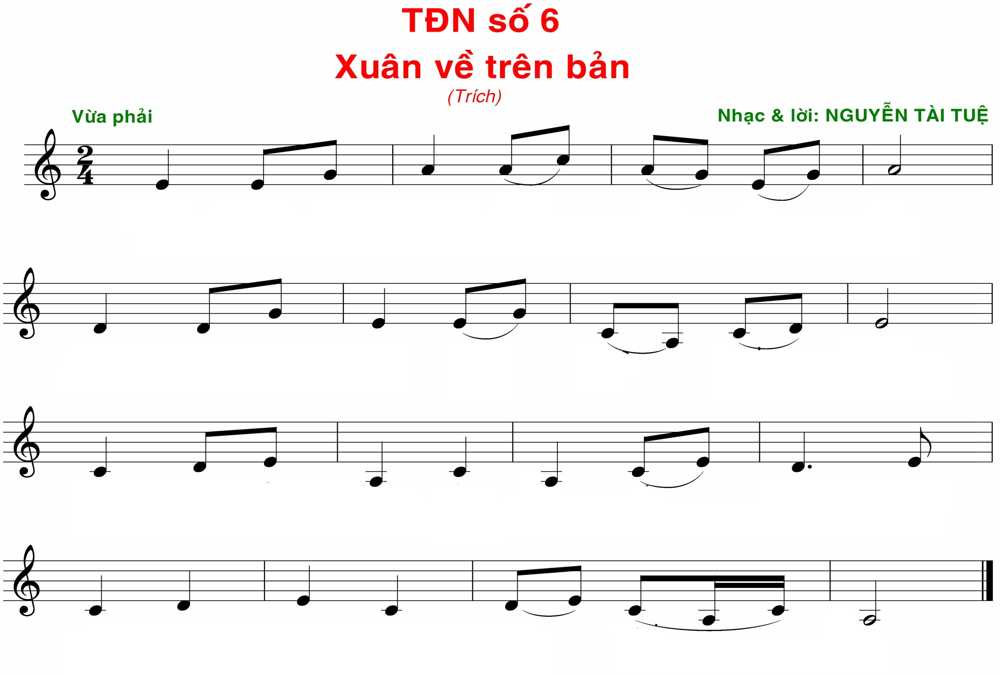 TĐN số 6
Xuân về trên bản
(Trích)
Vừa phải
Nhạc & lời: NGUYỄN TÀI TUỆ
2
4